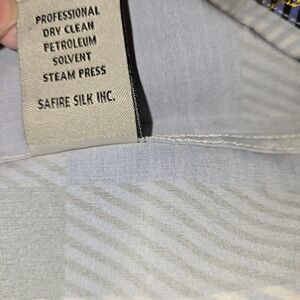 PROFESSIONAL
DRY CLEAN
PETROLEUM
SOLVENT
STEAM PRESS
SAFIRE SILK INC.